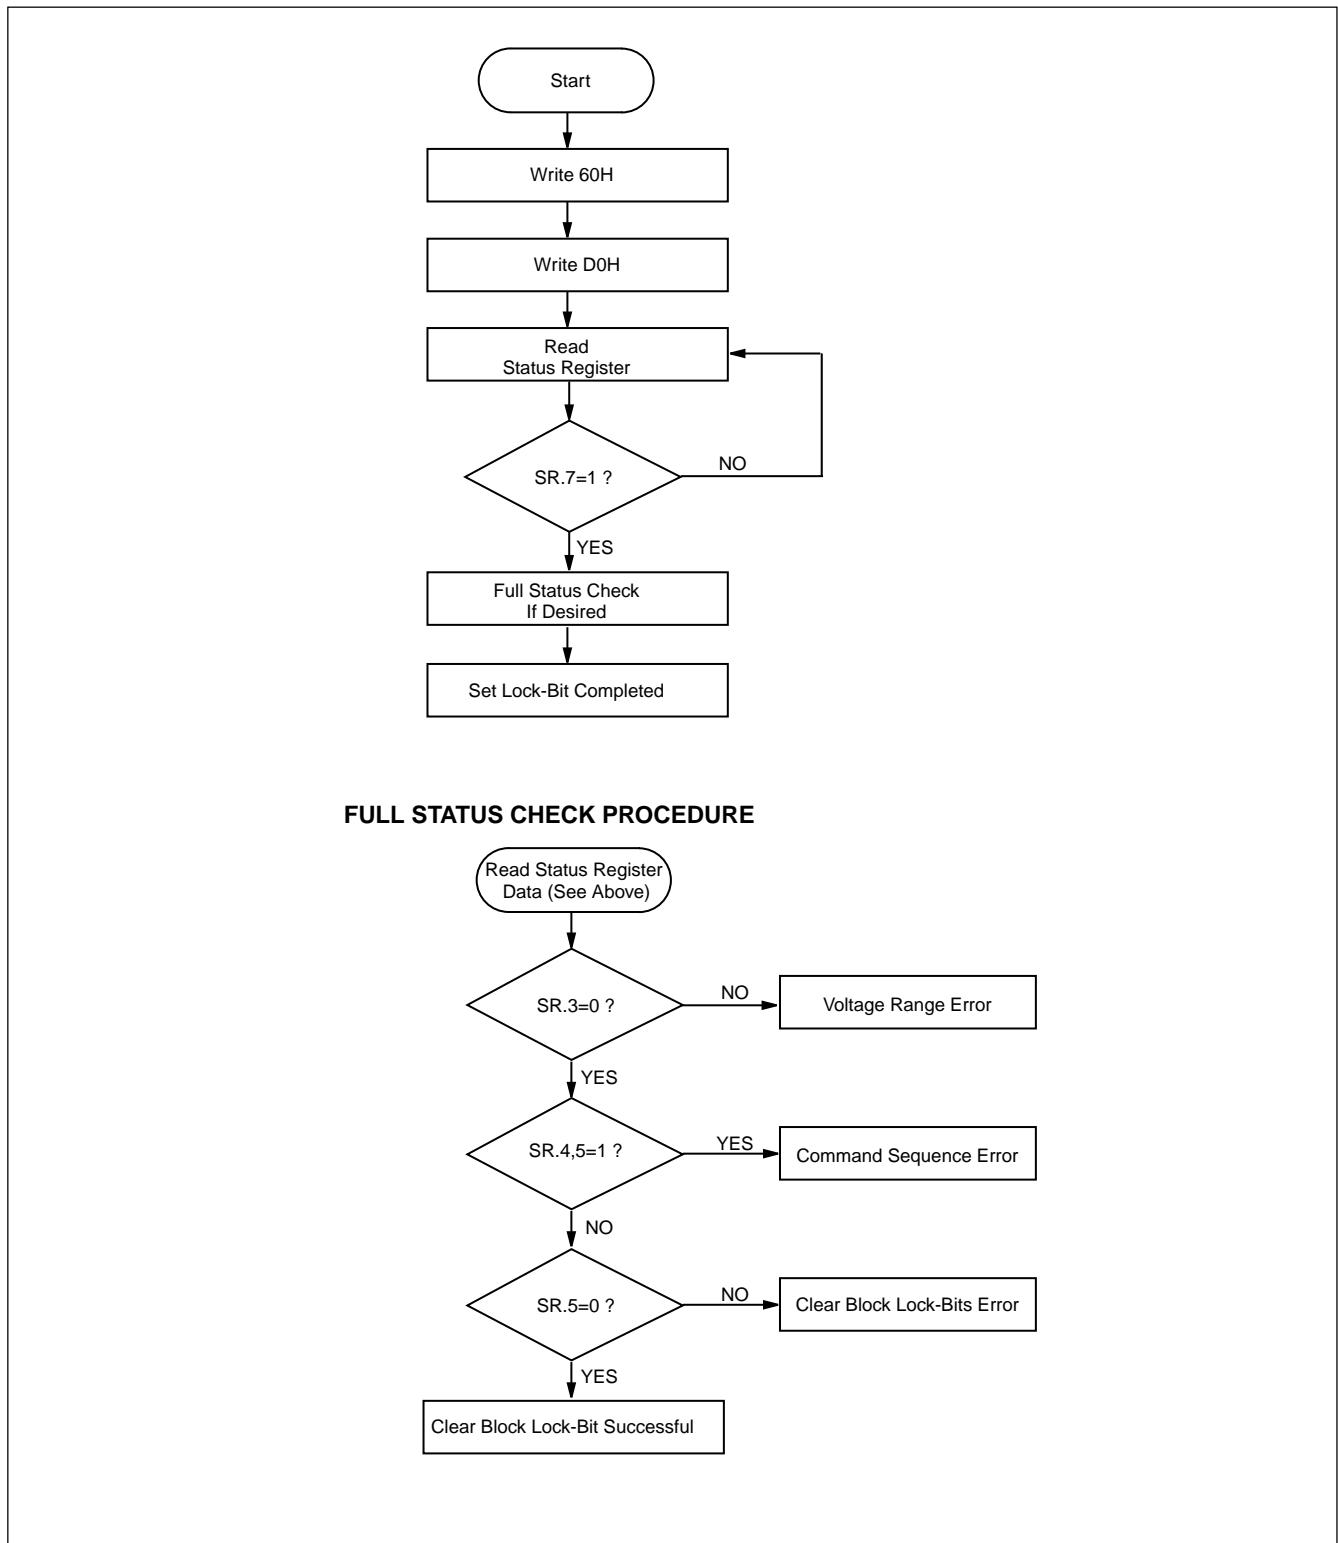 Start
Write 60H
Write D0H
Read
Status Register
SR.7=1 ?
NO
YES
Full Status Check
If Desired
Set Lock-Bit Completed
FULL STATUS CHECK PROCEDURE
Read Status Register
Data (See Above)
SR.3=0 ?
NO
Voltage Range Error
YES
SR.4,5=1 ?
YES
Command Sequence Error
NO
SR.5=0 ?
NO
Clear Block Lock-Bits Error
YES
Clear Block Lock-Bit Successful